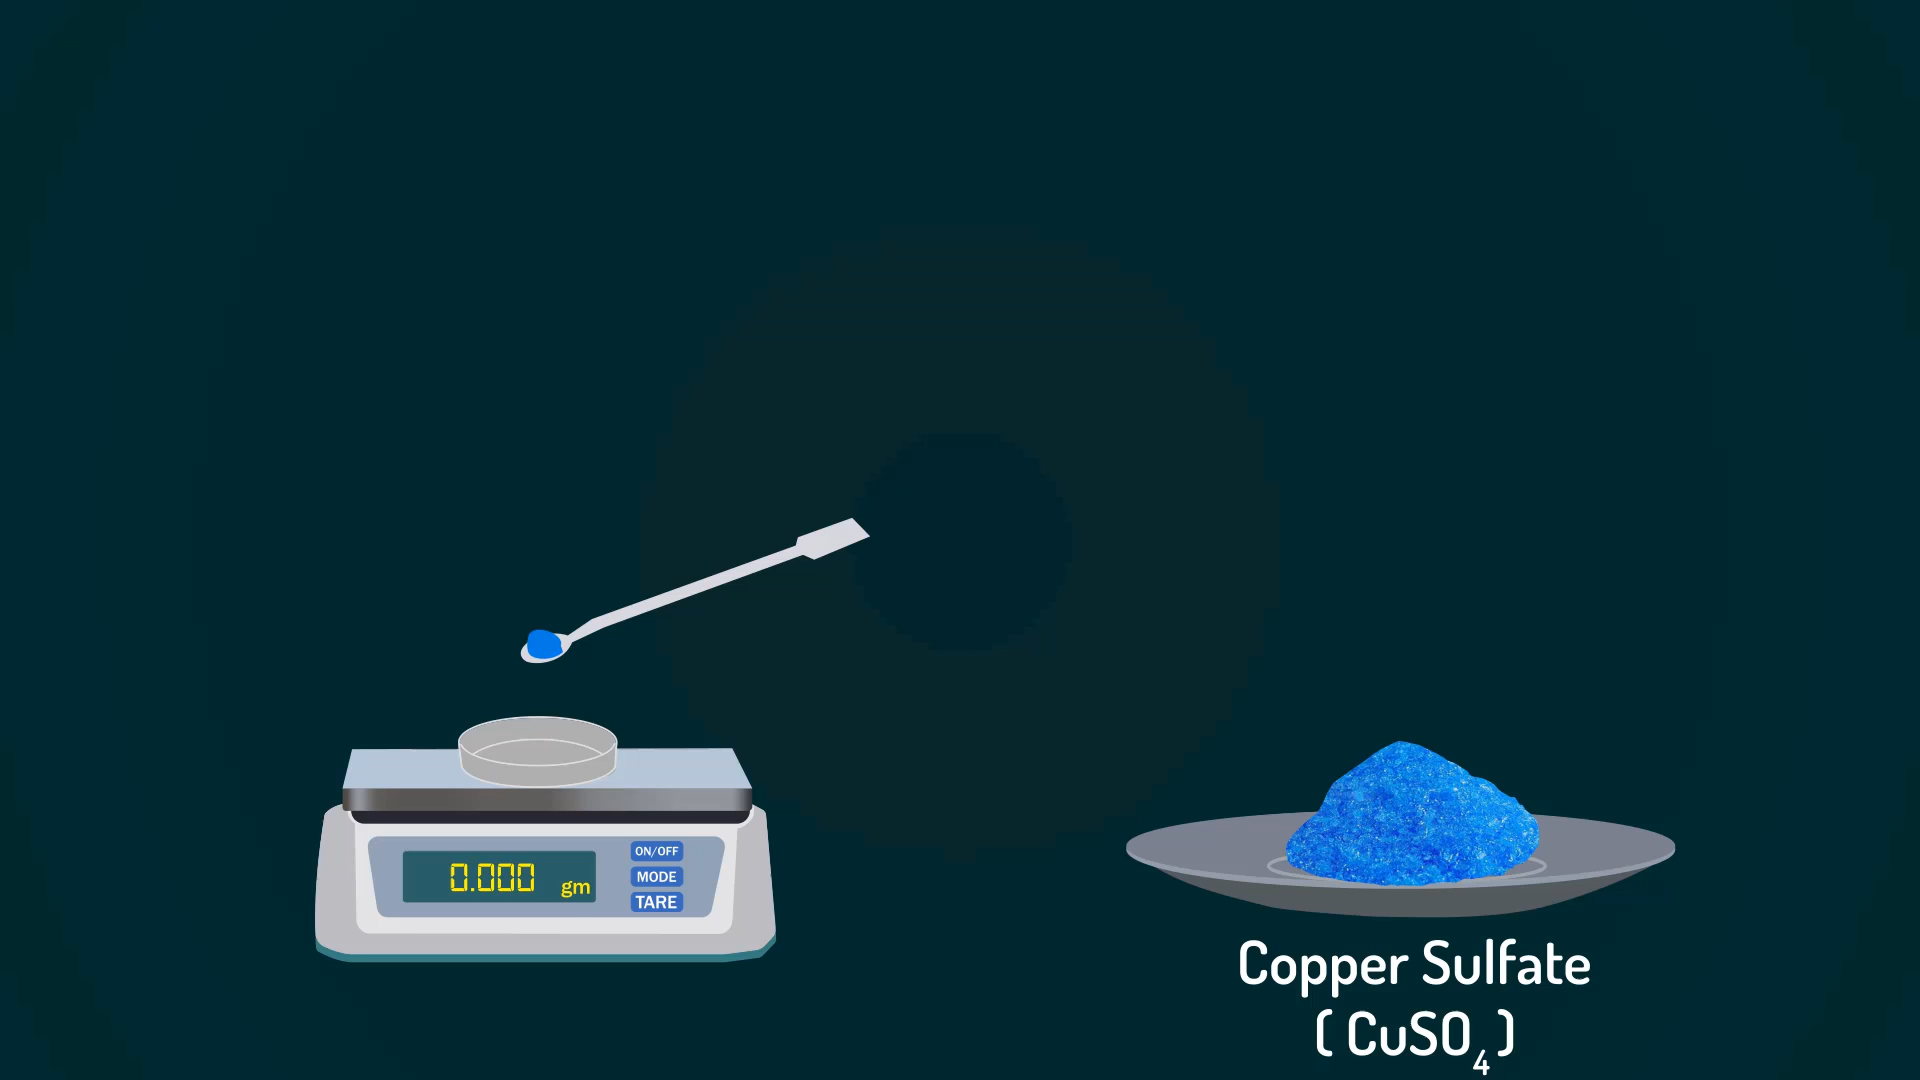 0.000 gm
ON/OFF
MODE
TARE
Copper Sulfate
( CuSO₄ )